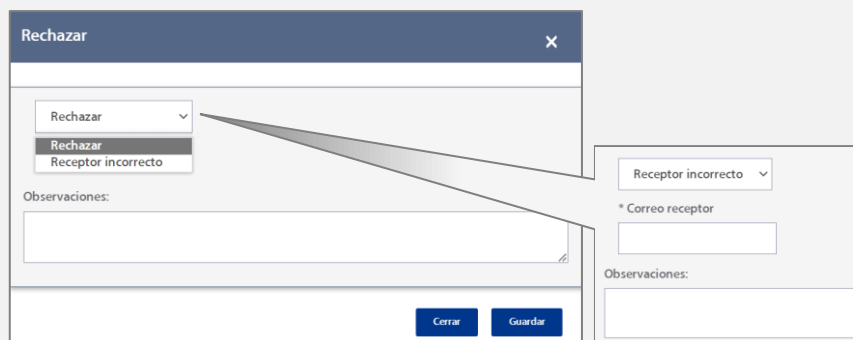 Rechazar
×
Rechazar
Rechazar
Receptor incorrecto
Observaciones:
Cerrar
Guardar
Receptor incorrecto
* Correo receptor
Observaciones: